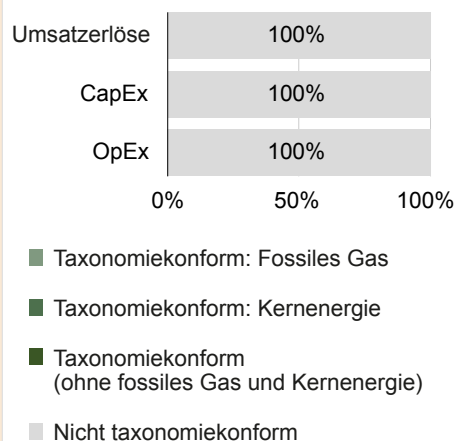 Umsatzerlöse 100%
CapEx 100%
OpEx 100%
0% 50% 100%
Taxonomiekonform: Fossiles Gas
Taxonomiekonform: Kernenergie
Taxonomiekonform
(ohne fossiles Gas und Kernenergie)
Nicht taxonomiekonform